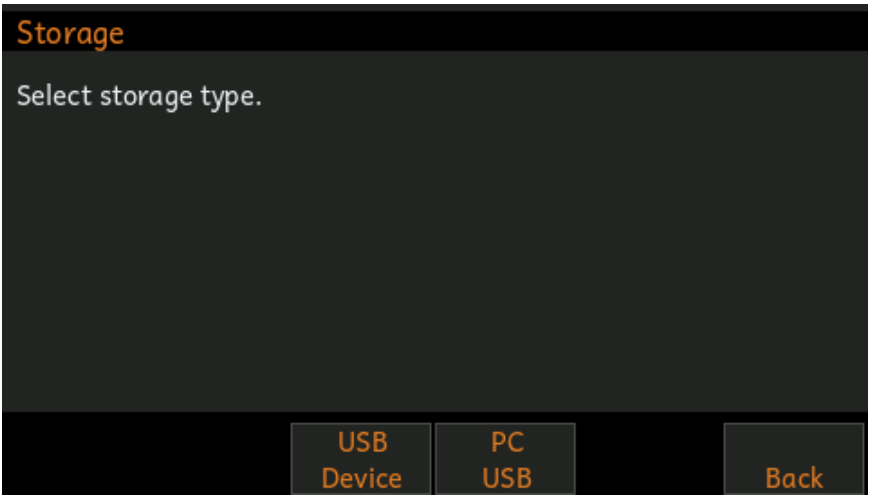 Storage
Select storage type.
USB
Device
PC
USB
Back